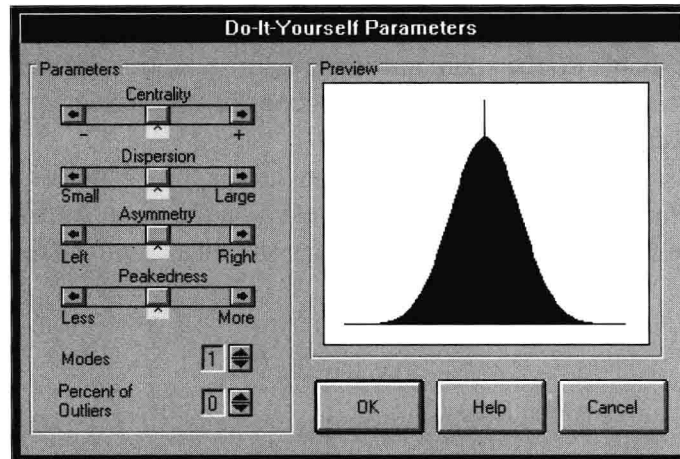 Do-It-Yourself Parameters
Parameters
Centrality
- +
Dispersion
Small Large
Asymmetry
Left Right
Peakedness
Less More
Modes 1
Percent of
Outliers 0
Preview
OK Help Cancel